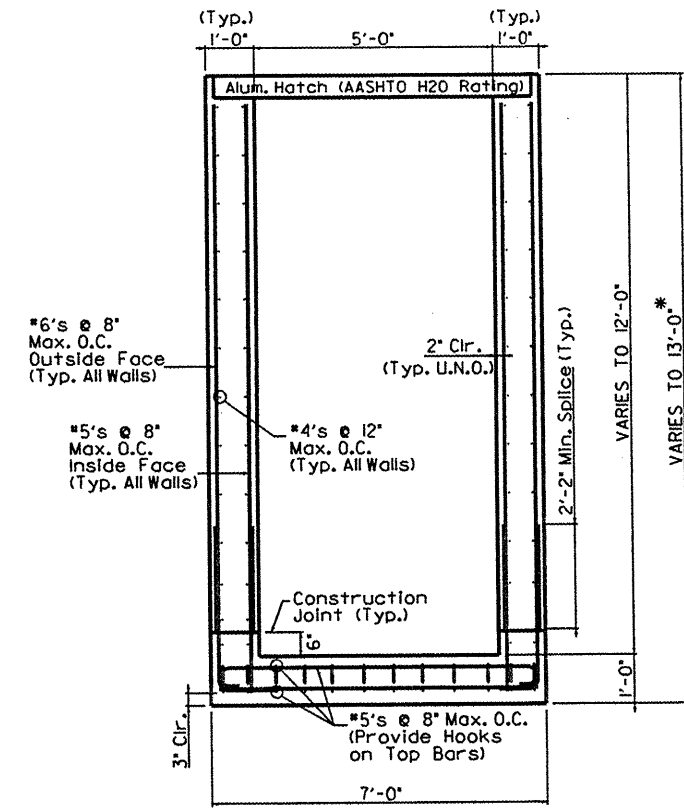 (Typ.)
(Typ.)
1'-0"
5'-0"
1'-0"
Alum. Hatch (AASHTO H20 Rating)
#6's @ 8"
Max. O.C.
Outside Face
(Typ. All Walls)
2" Clr.
(Typ. U.N.O.)
#5's @ 8"
Max. O.C.
Inside Face
(Typ. All Walls)
#4's @ 12"
Max. O.C.
(Typ. All Walls)
2'-2" Min. Splice (Typ.)
VARIES TO 12'-0"
VARIES TO 13'-0" *
Construction
Joint (Typ.)
6"
1'-0"
3" Clr.
#5's @ 8" Max. O.C.
(Provide Hooks
on Top Bars)
7'-0"